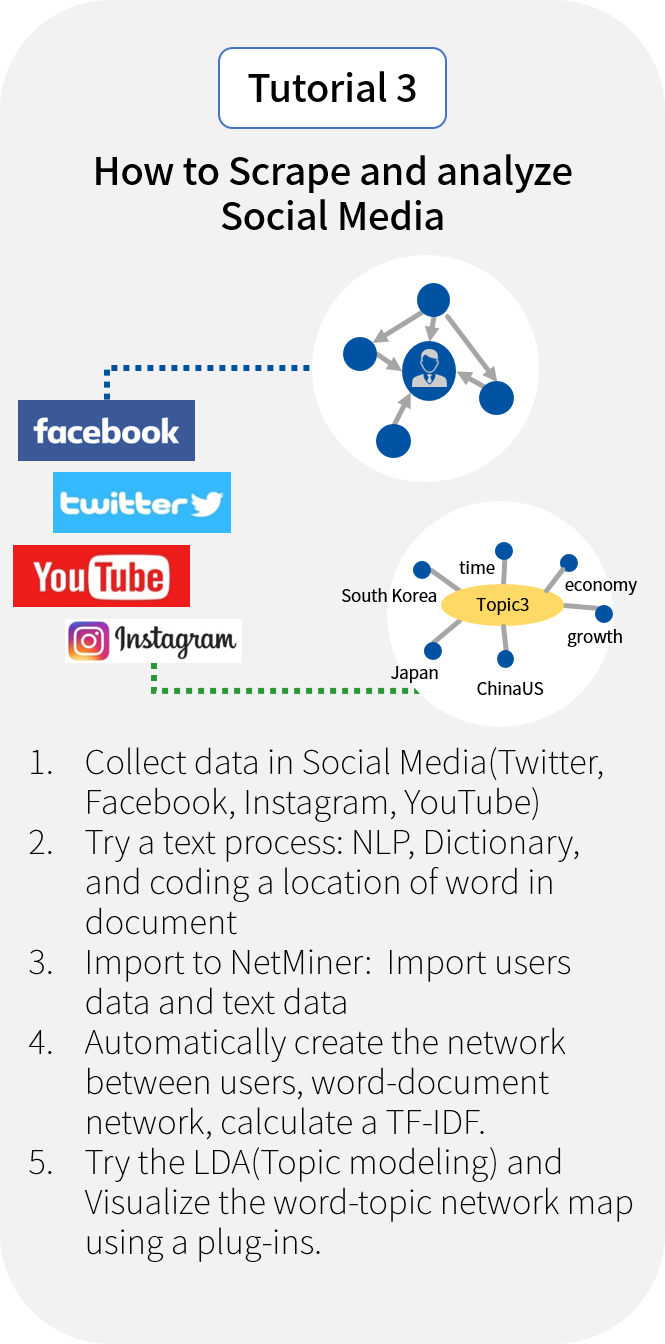 Tutorial 3
How to Scrape and analyze
Social Media
facebook
twitter
YouTube
Instagram
time
economy
South Korea
Topic3
growth
Japan
ChinaUS
1. Collect data in Social Media(Twitter,
Facebook, Instagram, YouTube)
2. Try a text process: NLP, Dictionary,
and coding a location of word in
document
3. Import to NetMiner:  Import users
data and text data
4. Automatically create the network
between users, word-document
network, calculate a TF-IDF.
5. Try the LDA(Topic modeling) and
Visualize the word-topic network map
using a plug-ins.